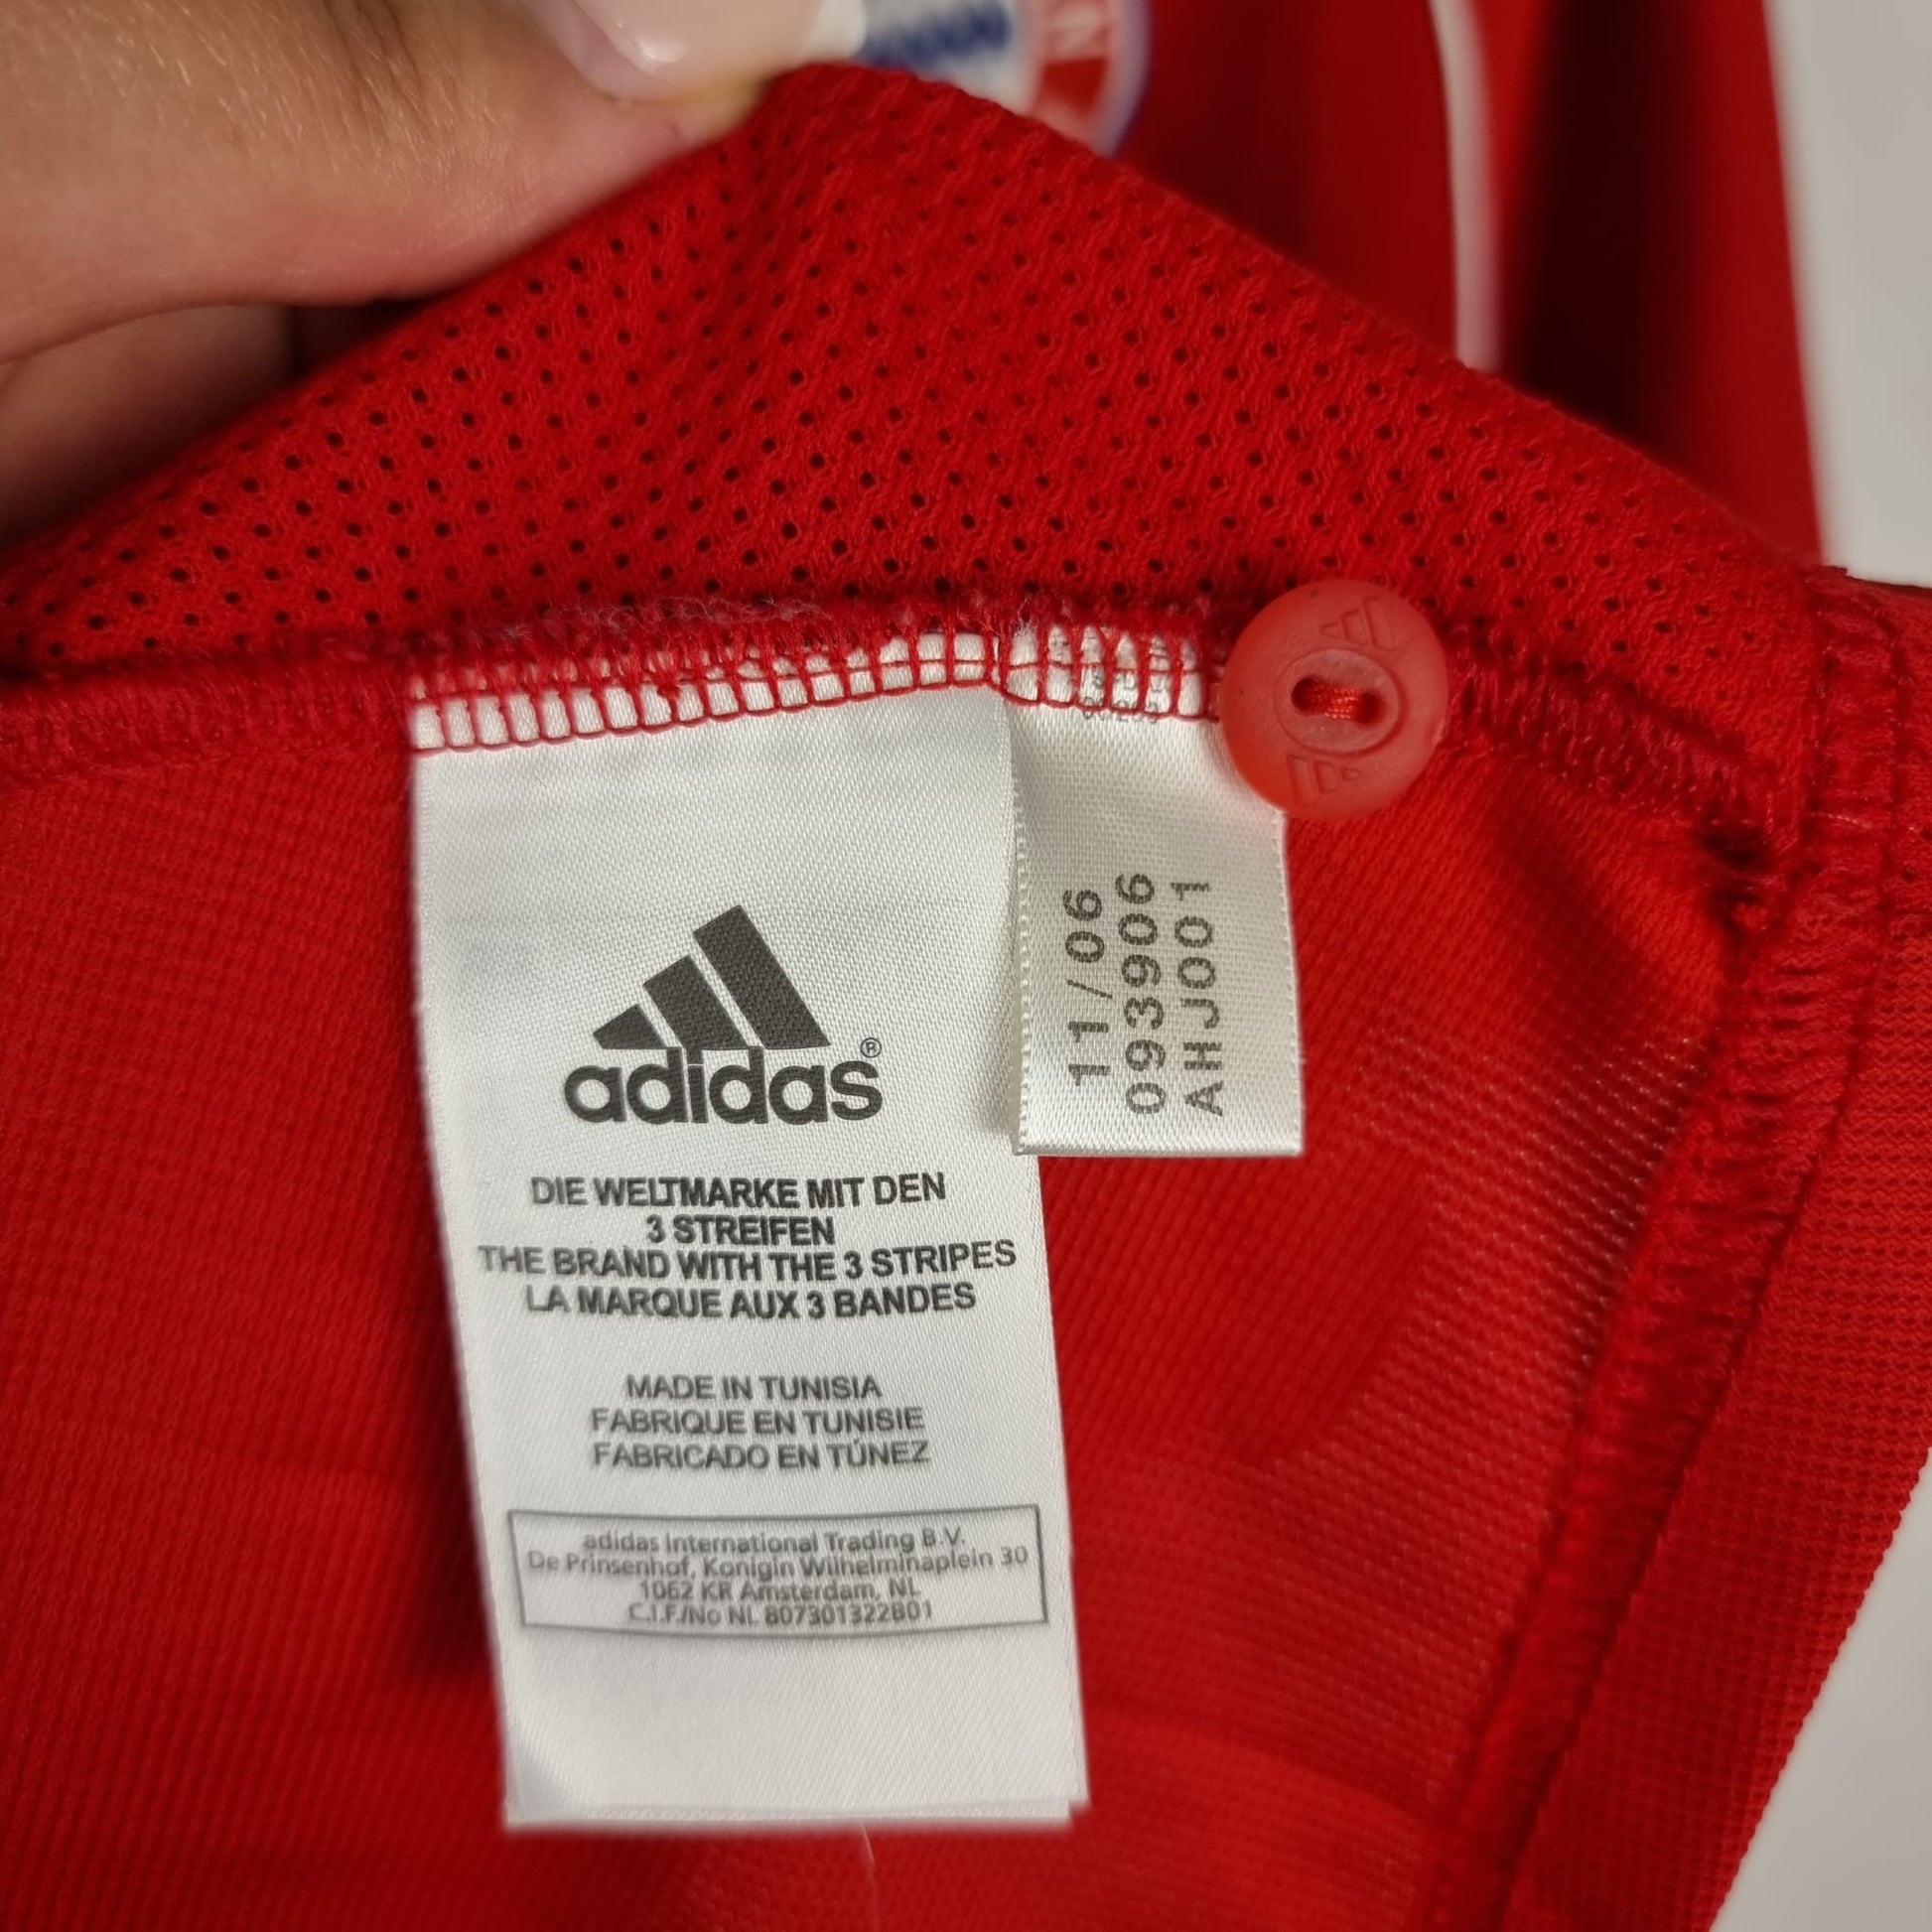 adidas®
DIE WELTMARKE MIT DEN
3 STREIFEN
THE BRAND WITH THE 3 STRIPES
LA MARQUE AUX 3 BANDES
MADE IN TUNISIA
FABRIQUE EN TUNISIE
FABRICADO EN TÚNEZ
adidas International Trading B.V.
De Prinsenhof, Konigin Wilhelminaplein 30
1062 KR Amsterdam, NL
C.I.F./No NL 807301322B01
11/06
093906
AHJ001